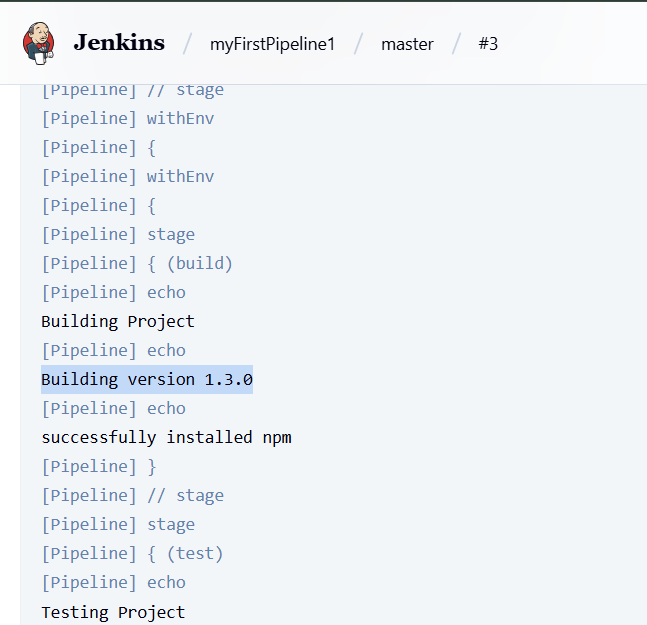 Jenkins / myFirstPipeline1 / master / #3
[Pipeline] // stage
[Pipeline] withEnv
[Pipeline] {
[Pipeline] withEnv
[Pipeline] {
[Pipeline] stage
[Pipeline] { (build)
[Pipeline] echo
Building Project
[Pipeline] echo
Building version 1.3.0
[Pipeline] echo
successfully installed npm
[Pipeline] }
[Pipeline] // stage
[Pipeline] stage
[Pipeline] { (test)
[Pipeline] echo
Testing Project